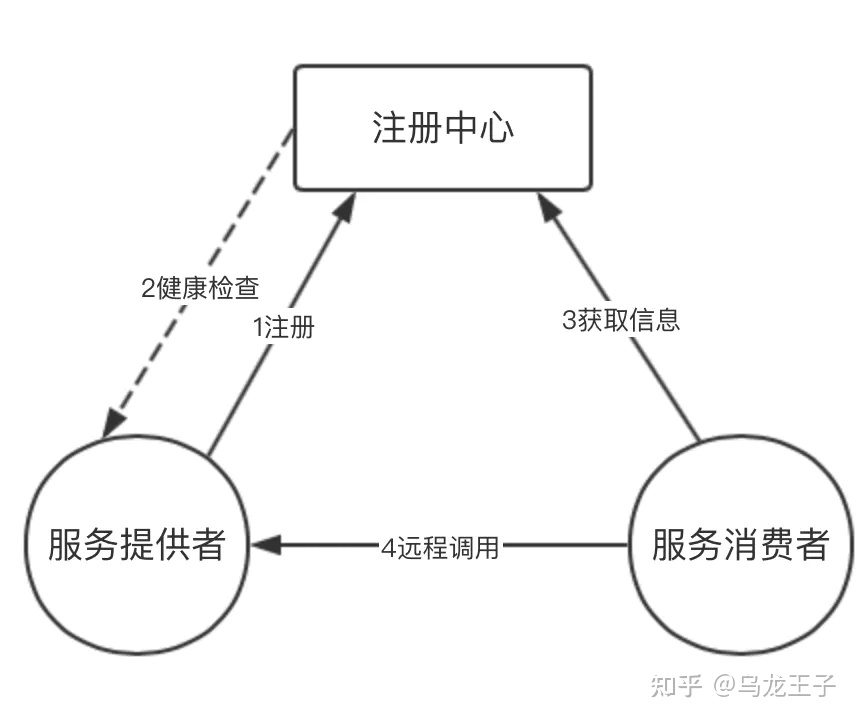 注册中心
2健康检查
1注册
3获取信息
服务提供者
4远程调用
服务消费者
知乎 @乌龙王子